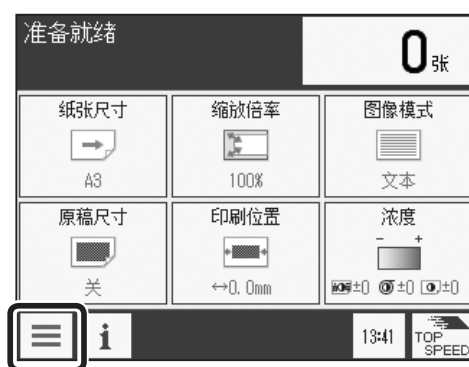 准备就绪
0张
纸张尺寸
A3
缩放倍率
100%
图像模式
文本
原稿尺寸
关
印刷位置
↔0.0mm
浓度
- +
±0 ±0 ±0
i
13:41
TOP
SPEED